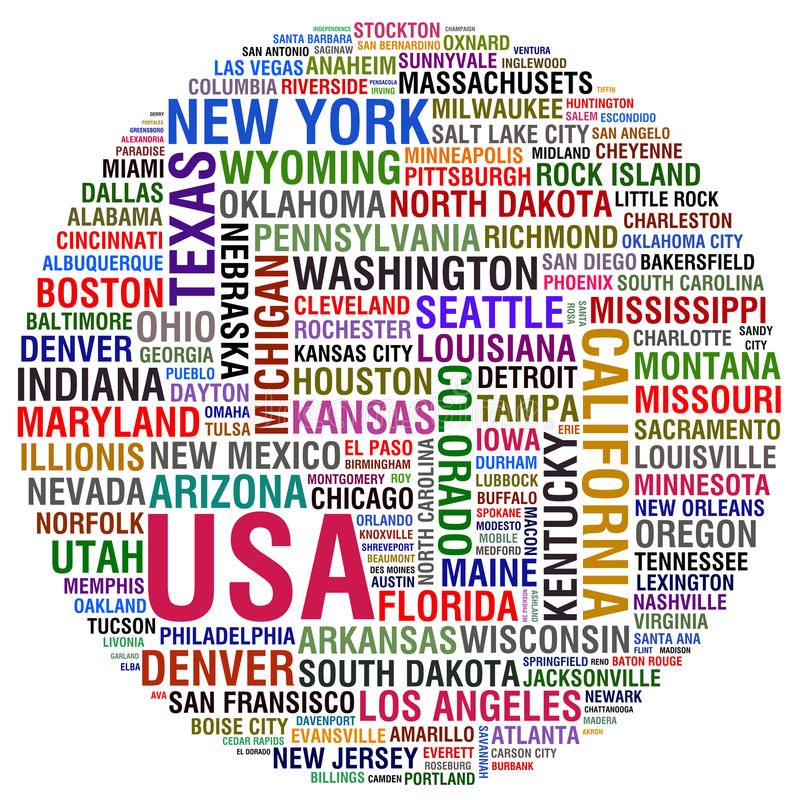 INDEPENDENCE STOCKTON CHAMPAIGN
SANTA BARBARA SAN BERNARDINO OXNARD
SAN ANTONIO SAGINAW SUNNYVALE VENTURA
LAS VEGAS ANAHEIM INGLEWOOD
COLUMBIA RIVERSIDE PENSACOLA IRVING MASSACHUSETS TIFFIN
NEW YORK MILWAUKEE HUNTINGTON
DERRY PORTALES SALEM ESCONDIDO
GREENSBORO SALT LAKE CITY SAN ANGELO
ALEXANDRIA
PARADISE TEXAS WYOMING MINNEAPOLIS MIDLAND CHEYENNE
MIAMI PITTSBURGH ROCK ISLAND
DALLAS OKLAHOMA NORTH DAKOTA LITTLE ROCK
ALABAMA CHARLESTON
CINCINNATI NEBRASKA PENNSYLVANIA RICHMOND OKLAHOMA CITY
ALBUQUERQUE MICHIGAN WASHINGTON SAN DIEGO BAKERSFIELD
BOSTON PHOENIX SOUTH CAROLINA
BALTIMORE OHIO CLEVELAND SEATTLE SANTA ROSA MISSISSIPPI
ROCHESTER CALIFORNIA CHARLOTTE SANDY CITY
DENVER GEORGIA KANSAS CITY LOUISIANA
INDIANA PUEBLO HOUSTON COLORADO DETROIT MONTANA
DAYTON TAMPA MISSOURI
MARYLAND OMAHA KANSAS
TULSA IOWA ERIE SACRAMENTO
ILLIONIS NEW MEXICO EL PASO NORTH CAROLINA KENTUCKY LOUISVILLE
BIRMINGHAM DURHAM
NEVADA ARIZONA MONTGOMERY ROY LUBBOCK MINNESOTA
CHICAGO BUFFALO NEW ORLEANS
NORFOLK USA ORLANDO SPOKANE MACON OREGON
KNOXVILLE MODESTO
UTAH SHREVEPORT MOBILE TENNESSEE
BEAUMONT MEDFORD
MEMPHIS DES MOINES MAINE LEXINGTON
AUSTIN
OAKLAND FLORIDA MC PHERSON ASHLAND NASHVILLE
TUCSON VIRGINIA
LIVONIA PHILADELPHIA ARKANSAS WISCONSIN SANTA ANA
GARLAND FLINT MADISON
ELBA DENVER SOUTH DAKOTA SPRINGFIELD RENO BATON ROUGE
JACKSONVILLE
AVA SAN FRANSISCO LOS ANGELES NEWARK
CHATTANOOGA
BOISE CITY DAVENPORT MADERA
CEDAR RAPIDS EVANSVILLE AMARILLO SAVANNAH ATLANTA AKRON
EL DORADO NEW JERSEY EVERETT CARSON CITY
ROSEBURG BURBANK
BILLINGS CAMDEN PORTLAND